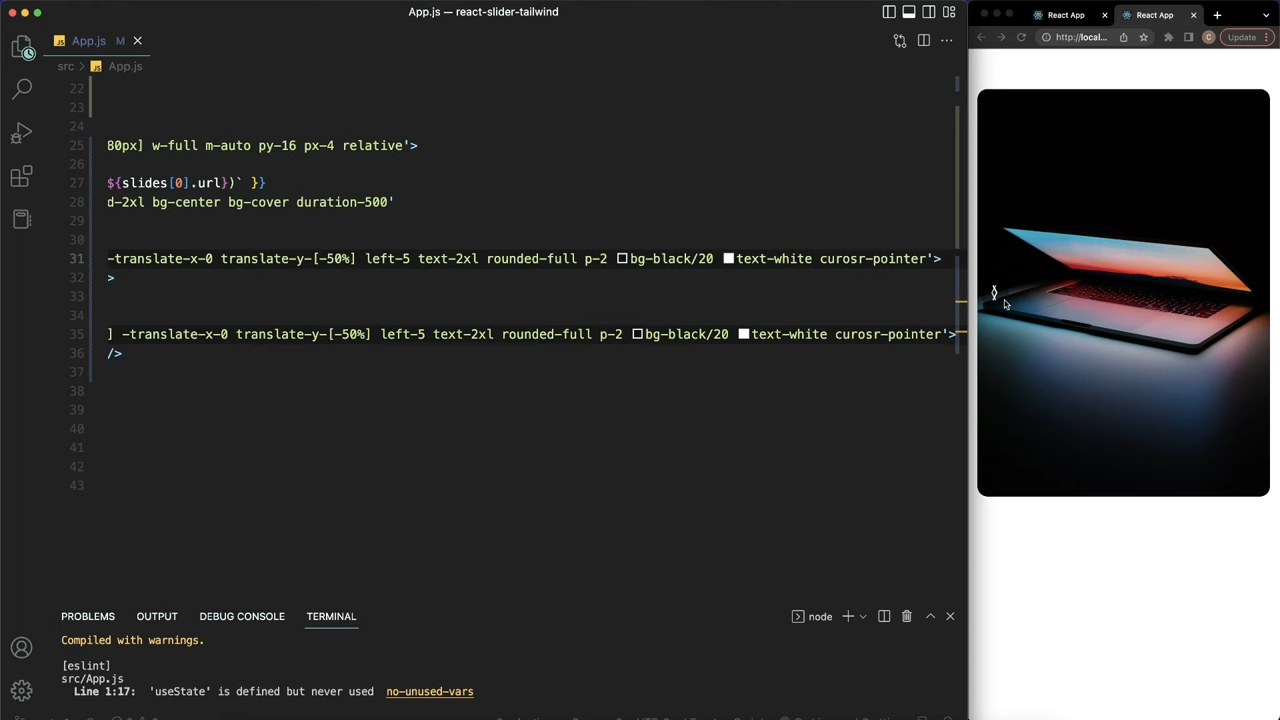 App.js — react-slider-tailwind
App.js M
src > App.js
22
23
24
25 80px] w-full m-auto py-16 px-4 relative'>
26
27 ${slides[0].url})` }}
28 d-2xl bg-center bg-cover duration-500'
29
30
31 -translate-x-0 translate-y-[-50%] left-5 text-2xl rounded-full p-2 bg-black/20 text-white curosr-pointer'>
32 >
33
34
35 ] -translate-x-0 translate-y-[-50%] left-5 text-2xl rounded-full p-2 bg-black/20 text-white curosr-pointer'>
36 />
37
38
39
40
41
42
43
PROBLEMS OUTPUT DEBUG CONSOLE TERMINAL
node
Compiled with warnings.
[eslint]
src/App.js
Line 1:17: 'useState' is defined but never used no-unused-vars
React App
React App
http://local...
C
Update